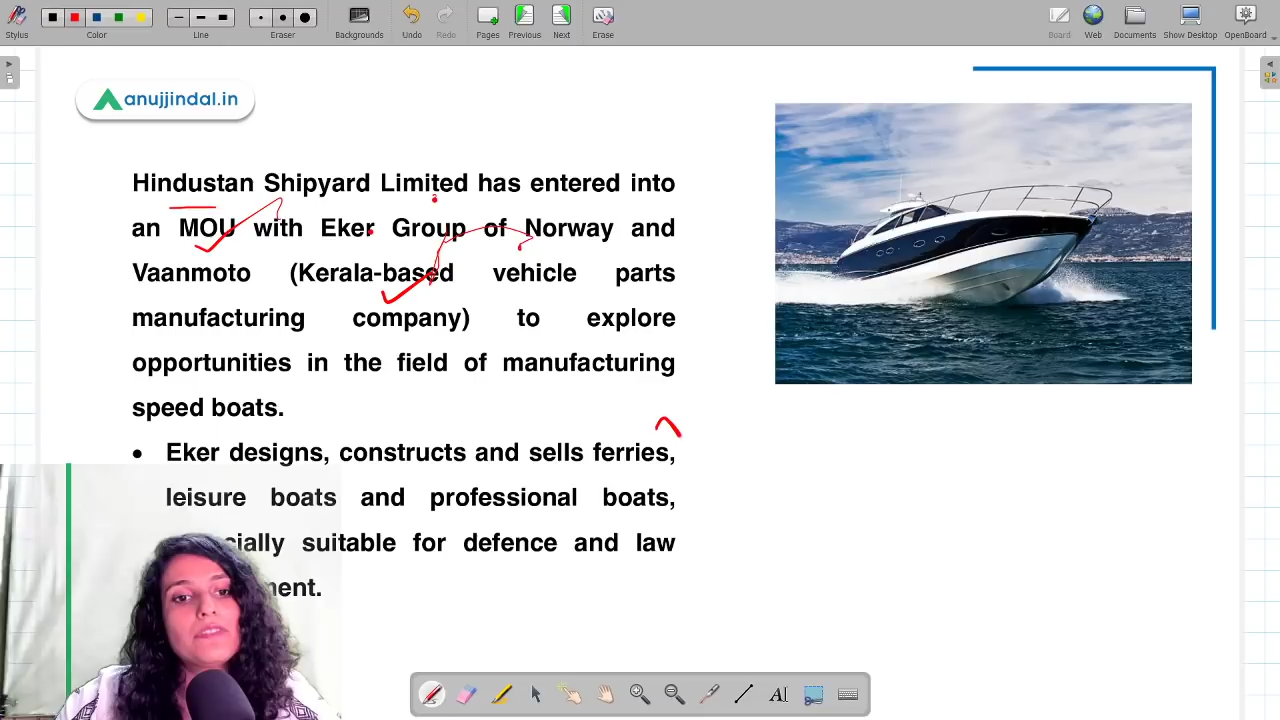 Stylus
Color
Line
Eraser
Backgrounds
Undo
Redo
Pages
Previous
Next
Erase
Board
Web
Documents
Show Desktop
OpenBoard
anujjindal.in
Hindustan Shipyard Limited has entered into
an MOU with Eker Group of Norway and
Vaanmoto (Kerala-based vehicle parts
manufacturing company) to explore
opportunities in the field of manufacturing
speed boats.
• Eker designs, constructs and sells ferries,
leisure boats and professional boats,
suitable for defence and law
AI